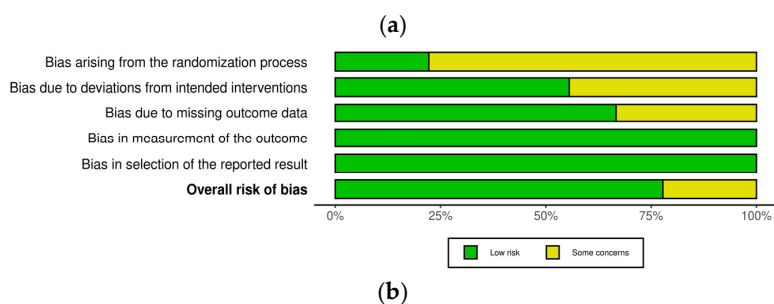 (a)
Bias arising from the randomization process
Bias due to deviations from intended interventions
Bias due to missing outcome data
Bias in measurement of the outcome
Bias in selection of the reported result
Overall risk of bias
0% 25% 50% 75% 100%
Low risk Some concerns
(b)